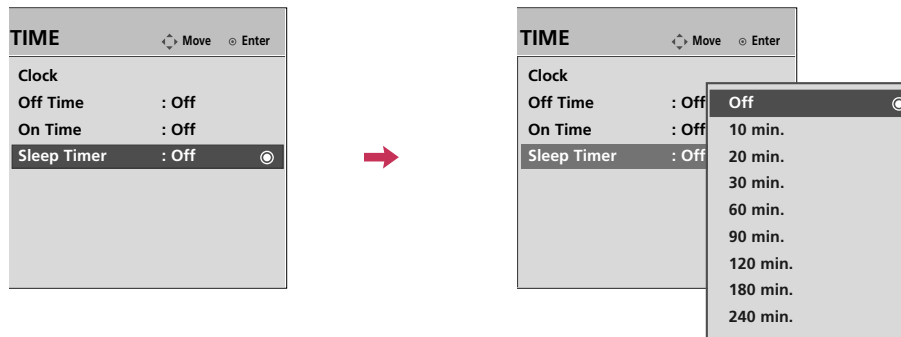 TIME Move Enter
Clock
Off Time : Off
On Time : Off
Sleep Timer : Off
TIME Move Enter
Clock
Off Time : Off
On Time : Off
Sleep Timer : Off
Off
10 min.
20 min.
30 min.
60 min.
90 min.
120 min.
180 min.
240 min.